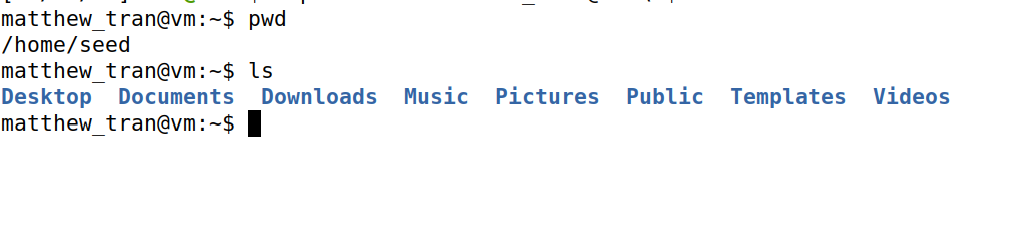 matthew_tran@vm:~$ pwd
/home/seed
matthew_tran@vm:~$ ls
Desktop  Documents  Downloads  Music  Pictures  Public  Templates  Videos
matthew_tran@vm:~$